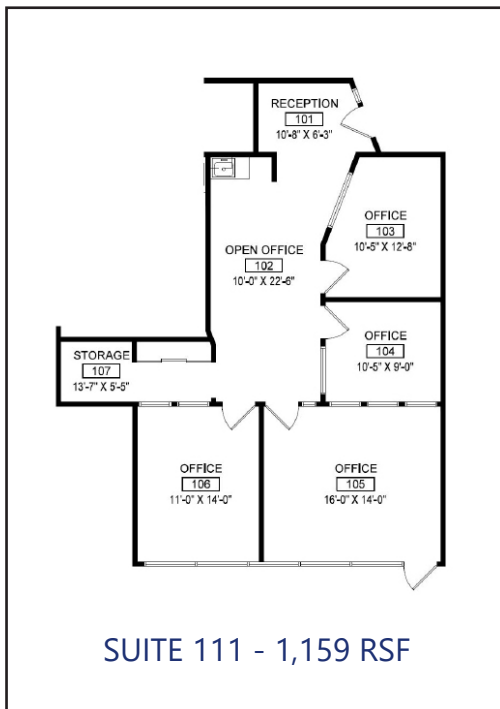 RECEPTION
101
10'-8" X 6'-3"
OFFICE
103
10'-5" X 12'-8"
OPEN OFFICE
102
10'-0" X 22'-6"
OFFICE
104
10'-5" X 9'-0"
STORAGE
107
13'-7" X 5'-5"
OFFICE
106
11'-0" X 14'-0"
OFFICE
105
16'-0" X 14'-0"
SUITE 111 - 1,159 RSF